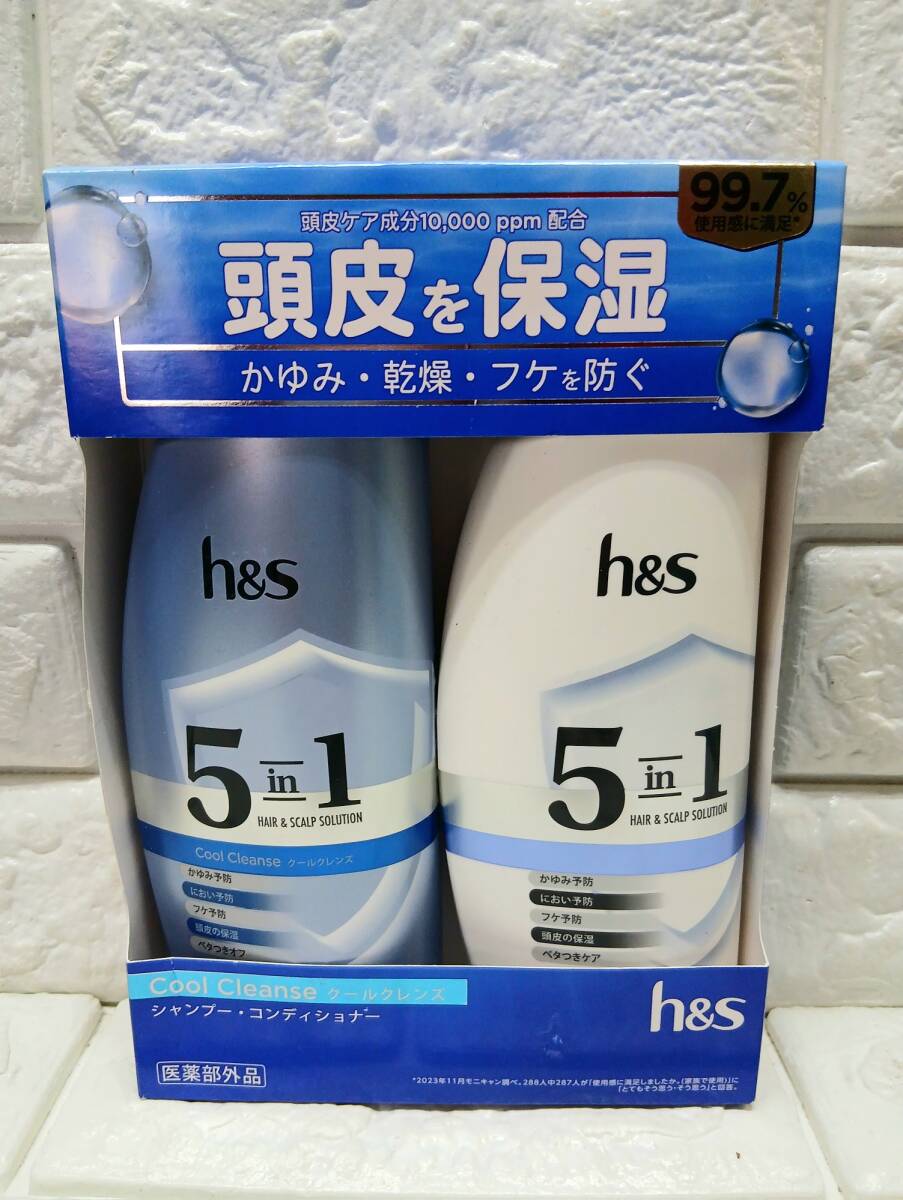 99.7%
使用感に満足*
頭皮ケア成分10,000 ppm 配合
頭皮を保湿
かゆみ・乾燥・フケを防ぐ
h&s
5 in 1
HAIR & SCALP SOLUTION
Cool Cleanse クールクレンズ
かゆみ予防
におい予防
フケ予防
頭皮の保湿
ベタつきオフ
h&s
5 in 1
HAIR & SCALP SOLUTION
かゆみ予防
におい予防
フケ予防
頭皮の保湿
ベタつきケア
Cool Cleanse™ クールクレンズ
シャンプー・コンディショナー
h&s
医薬部外品
*2023年11月モニキャン調べ。288人中287人が「使用感に満足しましたか。(家族で使用)」に
「とてもそう思う・そう思う」と回答。